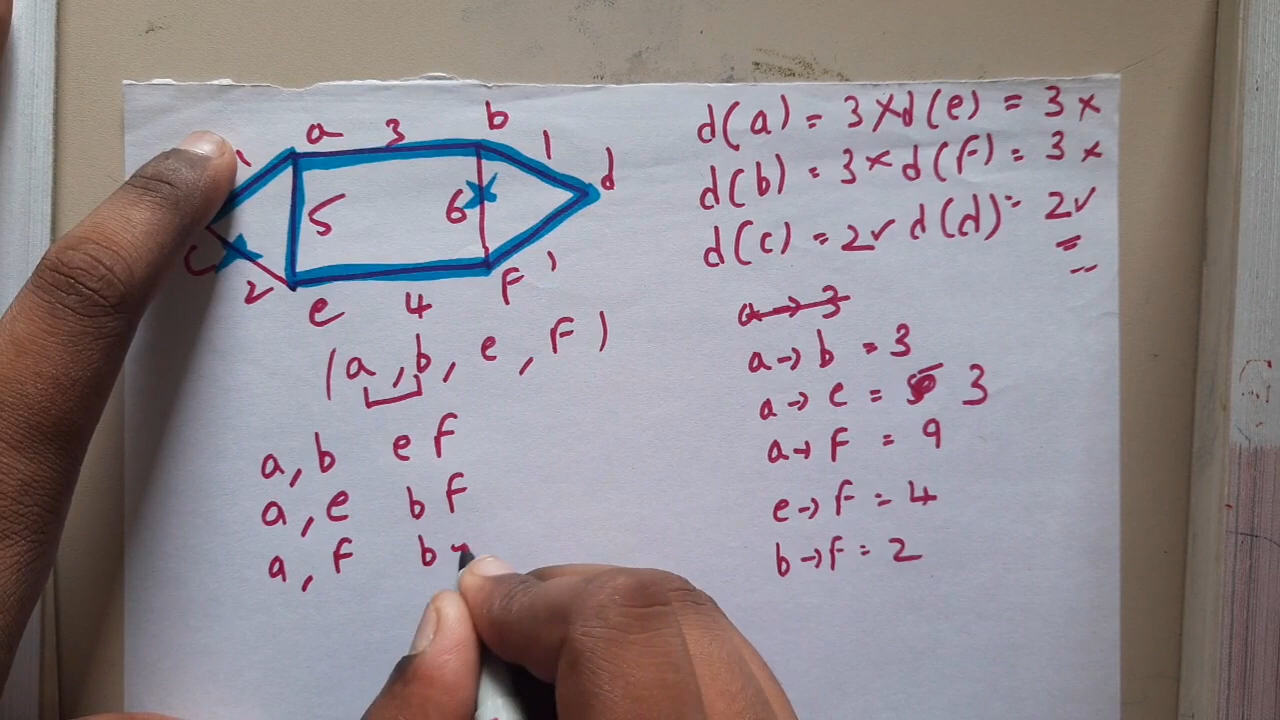 a 3 b
1 1 d
5 6
c 2 e 4 F 1
(a, b, e, F)
a, b e F
a, e b F
a, F b
d(a) = 3 × d(e) = 3 ×
d(b) = 3 × d(F) = 3 ×
d(c) = 2✓ d(d) = 2✓
a → 3
a → b = 3
a → e = 3
a → F = 9
e → F = 4
b → F = 2